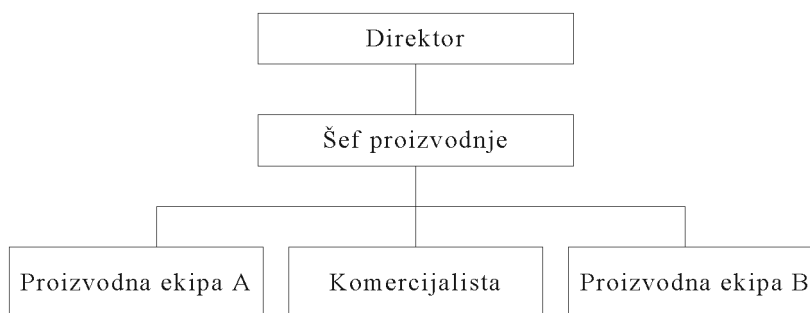 Direktor
Šef proizvodnje
Proizvodna ekipa A
Komercijalista
Proizvodna ekipa B